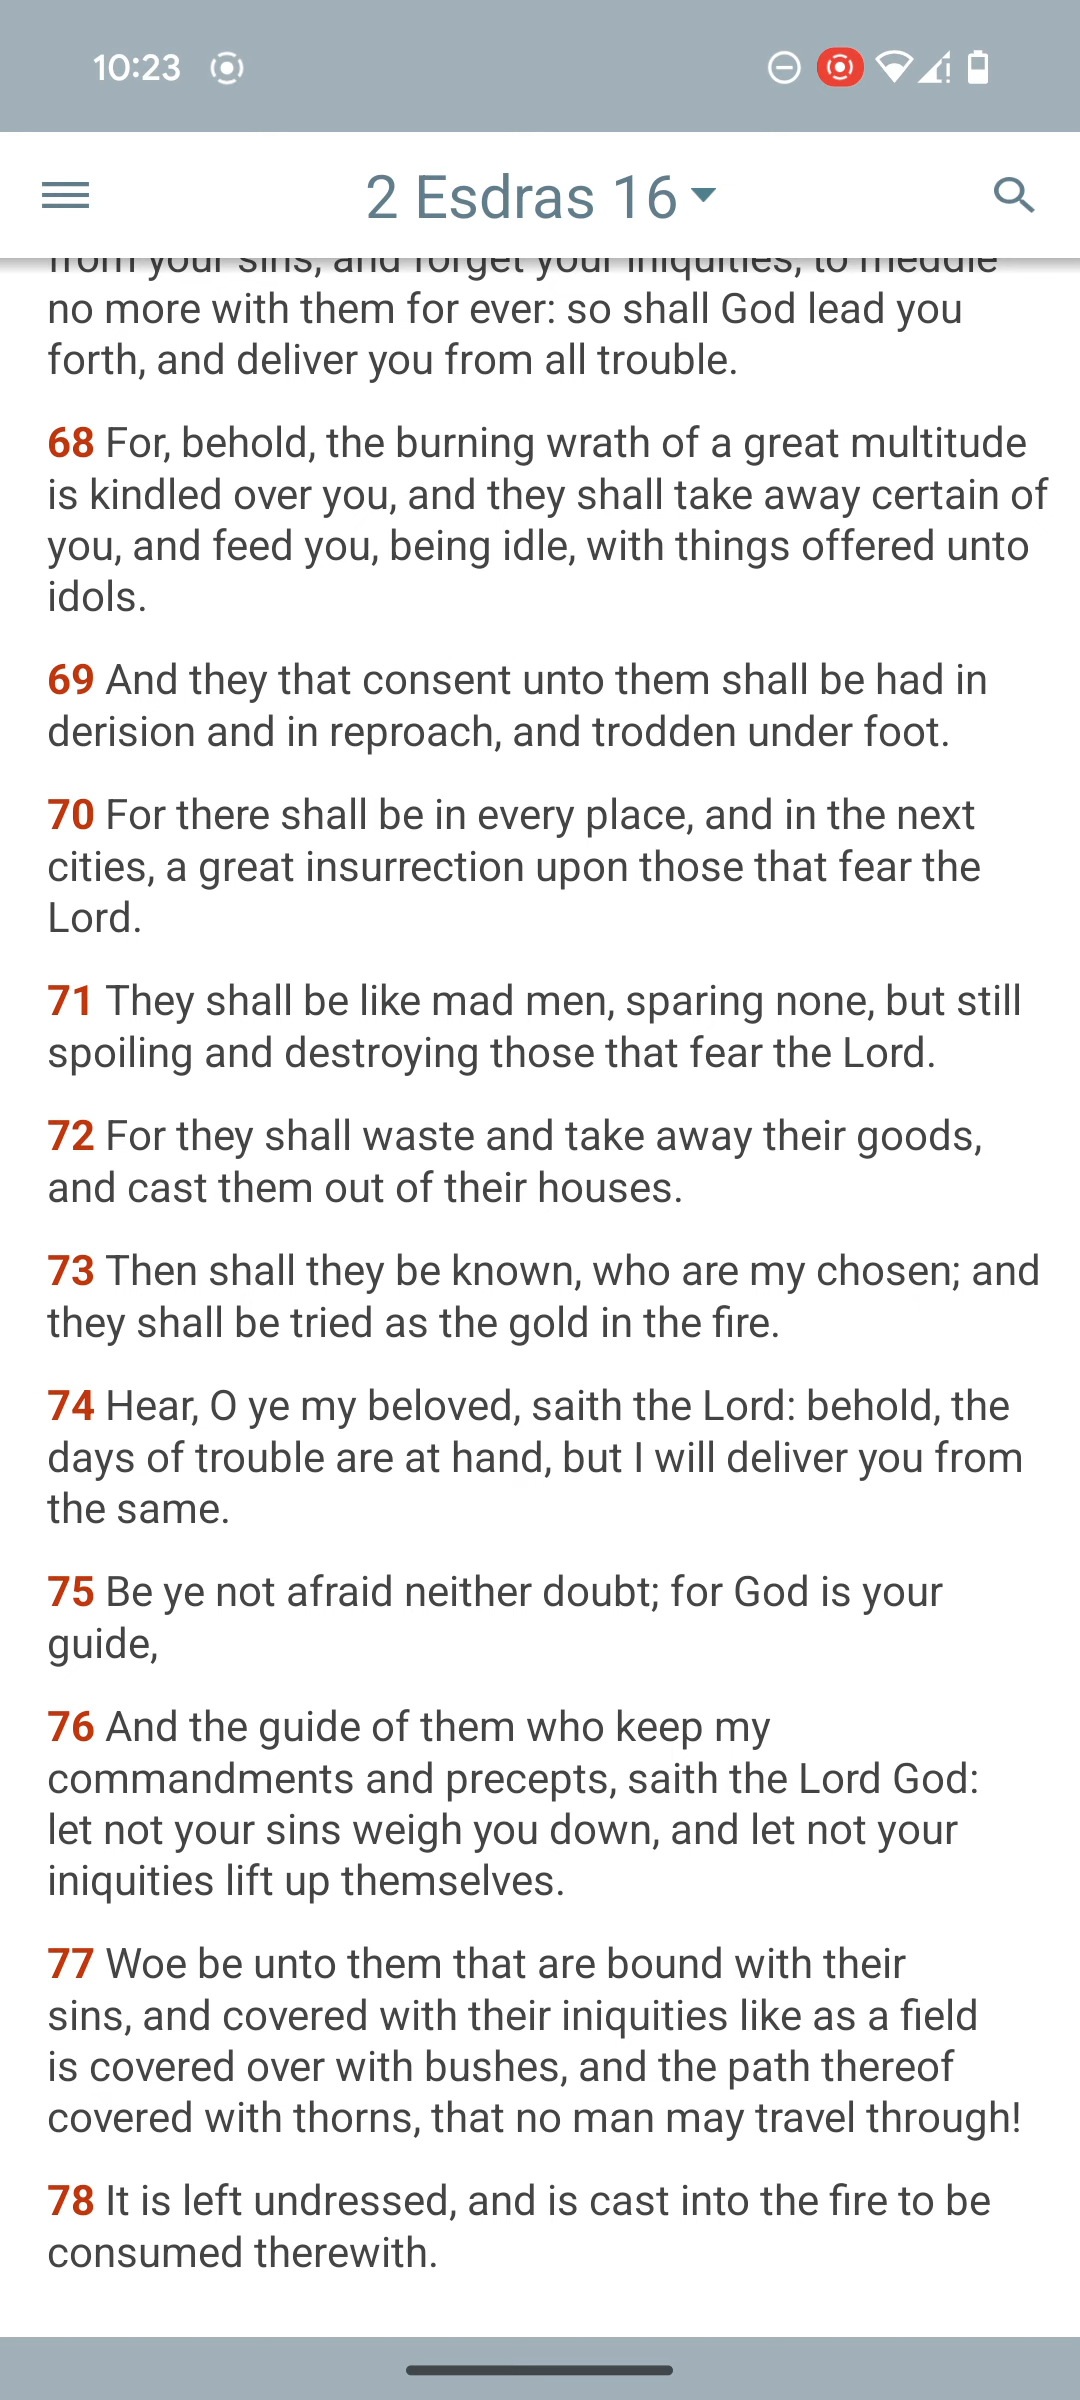 10:23
2 Esdras 16
from your sins, and forget your iniquities, to meddle
no more with them for ever: so shall God lead you
forth, and deliver you from all trouble.
68 For, behold, the burning wrath of a great multitude
is kindled over you, and they shall take away certain of
you, and feed you, being idle, with things offered unto
idols.
69 And they that consent unto them shall be had in
derision and in reproach, and trodden under foot.
70 For there shall be in every place, and in the next
cities, a great insurrection upon those that fear the
Lord.
71 They shall be like mad men, sparing none, but still
spoiling and destroying those that fear the Lord.
72 For they shall waste and take away their goods,
and cast them out of their houses.
73 Then shall they be known, who are my chosen; and
they shall be tried as the gold in the fire.
74 Hear, O ye my beloved, saith the Lord: behold, the
days of trouble are at hand, but I will deliver you from
the same.
75 Be ye not afraid neither doubt; for God is your
guide,
76 And the guide of them who keep my
commandments and precepts, saith the Lord God:
let not your sins weigh you down, and let not your
iniquities lift up themselves.
77 Woe be unto them that are bound with their
sins, and covered with their iniquities like as a field
is covered over with bushes, and the path thereof
covered with thorns, that no man may travel through!
78 It is left undressed, and is cast into the fire to be
consumed therewith.